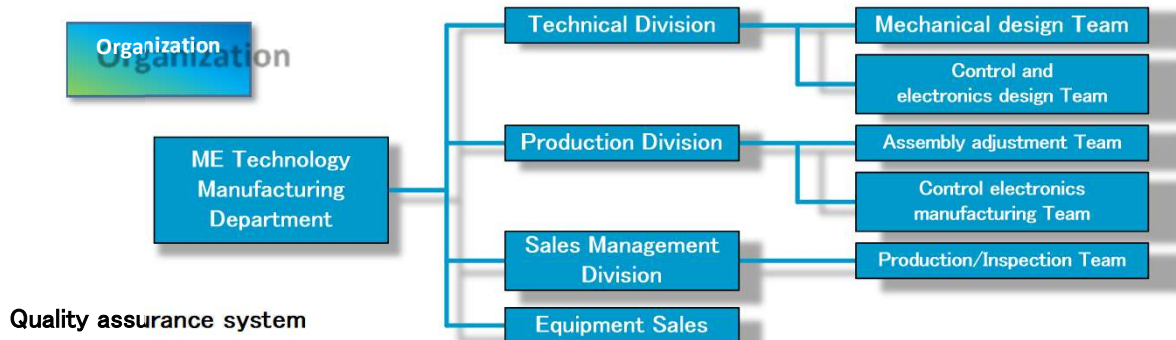 Organization
ME Technology
Manufacturing
Department
Technical Division
Mechanical design Team
Control and
electronics design Team
Production Division
Assembly adjustment Team
Control electronics
manufacturing Team
Sales Management
Division
Production/Inspection Team
Equipment Sales
Quality assurance system